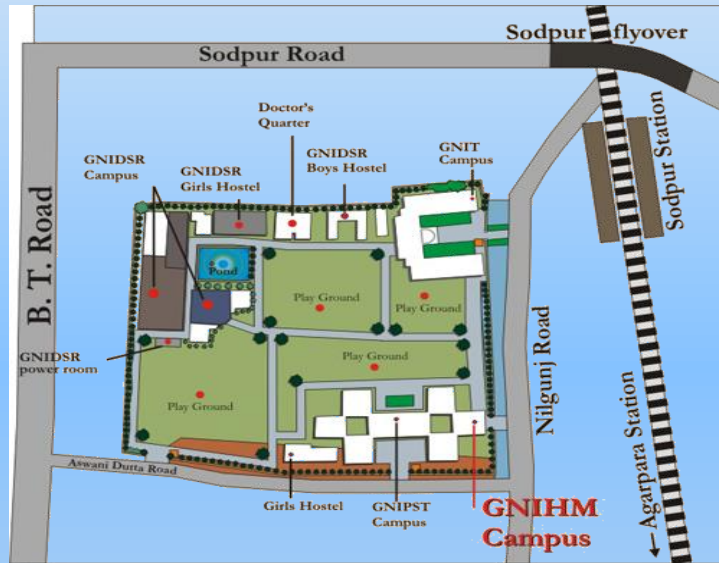 Sodpur flyover
Sodpur Road
Doctor's
Quarter
GNIDSR
Campus
GNIDSR
Girls Hostel
GNIDSR
Boys Hostel
GNIT
Campus
Sodpur Station
B. T. Road
Pond
Play Ground
Play Ground
Play Ground
GNIDSR
power room
Play Ground
Nilgunj Road
Aswani Dutta Road
Girls Hostel
GNIPST
Campus
GNIHM
Campus
Agarpara Station